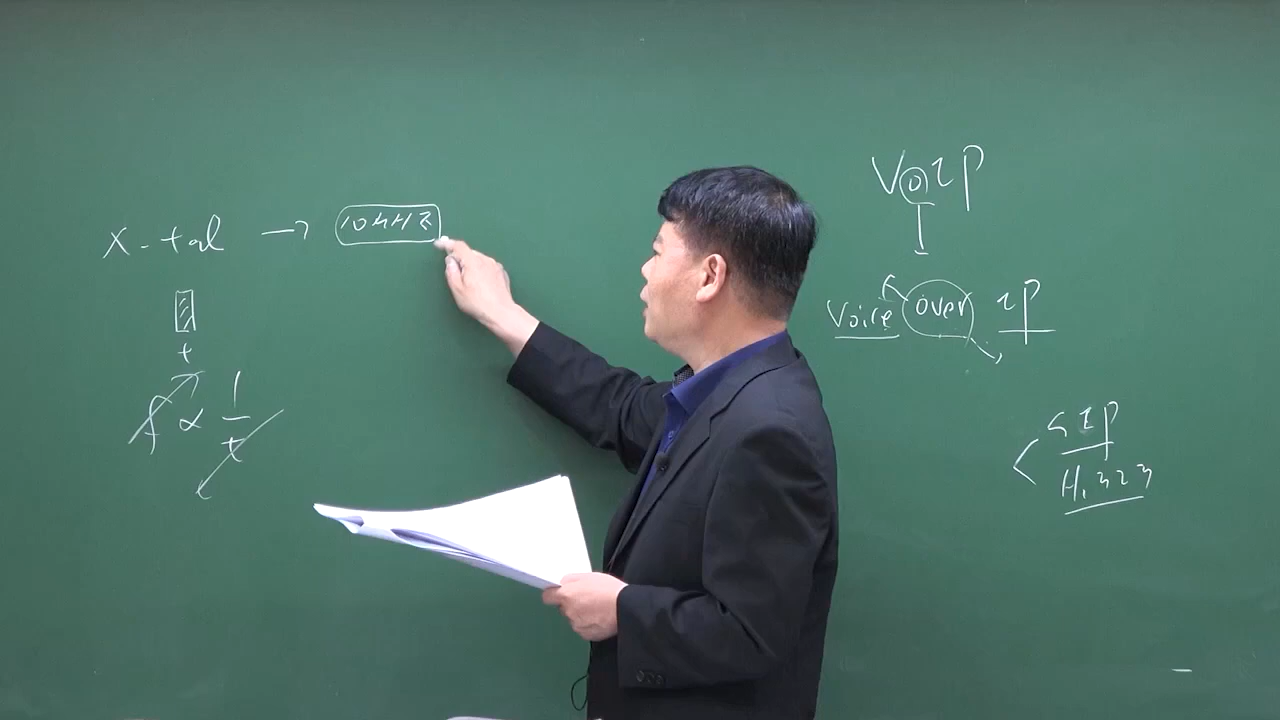 X-tal → 10MHz
t
f ∝ 1/t
VoIP
Voice over IP
SIP
H.323